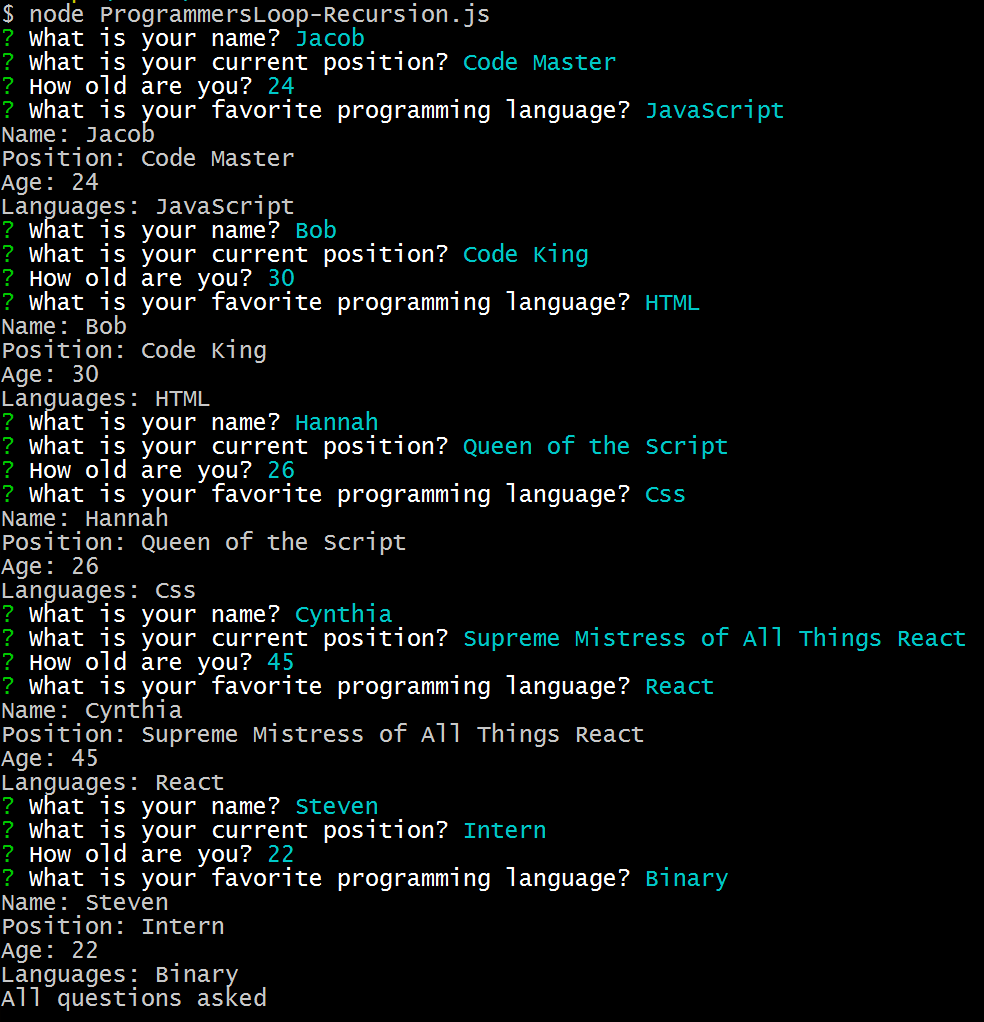 $ node ProgrammersLoop-Recursion.js
? What is your name? Jacob
? What is your current position? Code Master
? How old are you? 24
? What is your favorite programming language? JavaScript
Name: Jacob
Position: Code Master
Age: 24
Languages: JavaScript
? What is your name? Bob
? What is your current position? Code King
? How old are you? 30
? What is your favorite programming language? HTML
Name: Bob
Position: Code King
Age: 30
Languages: HTML
? What is your name? Hannah
? What is your current position? Queen of the Script
? How old are you? 26
? What is your favorite programming language? Css
Name: Hannah
Position: Queen of the Script
Age: 26
Languages: Css
? What is your name? Cynthia
? What is your current position? Supreme Mistress of All Things React
? How old are you? 45
? What is your favorite programming language? React
Name: Cynthia
Position: Supreme Mistress of All Things React
Age: 45
Languages: React
? What is your name? Steven
? What is your current position? Intern
? How old are you? 22
? What is your favorite programming language? Binary
Name: Steven
Position: Intern
Age: 22
Languages: Binary
All questions asked